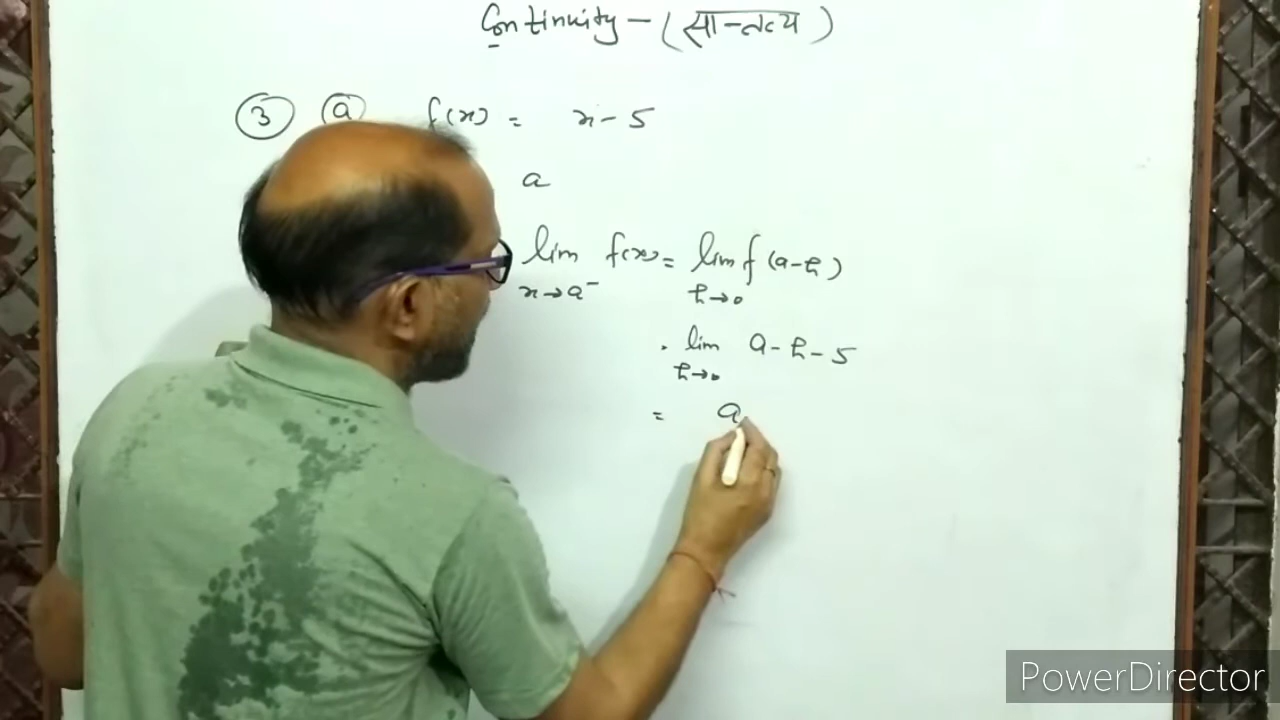 Continuity - (सा-तत्य)
3 a f(x) = x - 5
a
lim f(x) = lim f(a-h)
x→a⁻ h→0
. lim a - h - 5
h→0
= a
PowerDirector